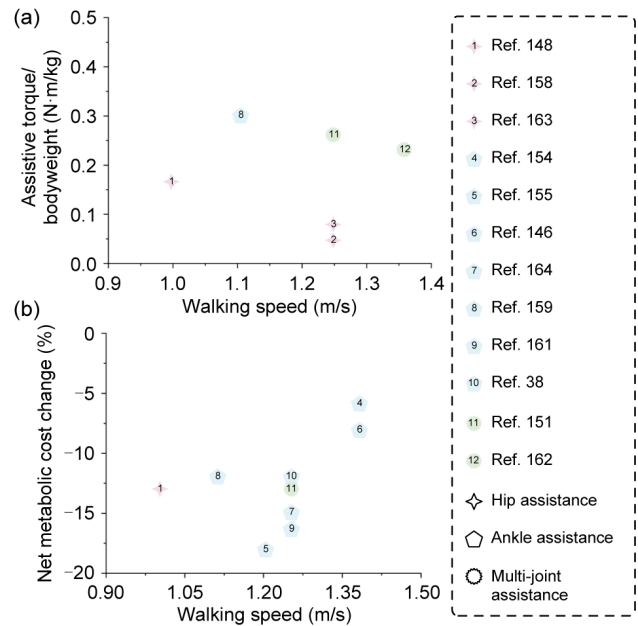 (a)
Assistive torque/
bodyweight (N·m/kg)
0.5
0.4
0.3
0.2
0.1
0.0
8
11
12
1
3
2
0.9 1.0 1.1 1.2 1.3 1.4
Walking speed (m/s)
(b)
Net metabolic cost change (%)
0
−5
−10
−15
−20
4
6
8
10
1
11
7
9
5
0.90 1.05 1.20 1.35 1.50
Walking speed (m/s)
1 Ref. 148
2 Ref. 158
3 Ref. 163
4 Ref. 154
5 Ref. 155
6 Ref. 146
7 Ref. 164
8 Ref. 159
9 Ref. 161
10 Ref. 38
11 Ref. 151
12 Ref. 162
Hip assistance
Ankle assistance
Multi-joint
assistance